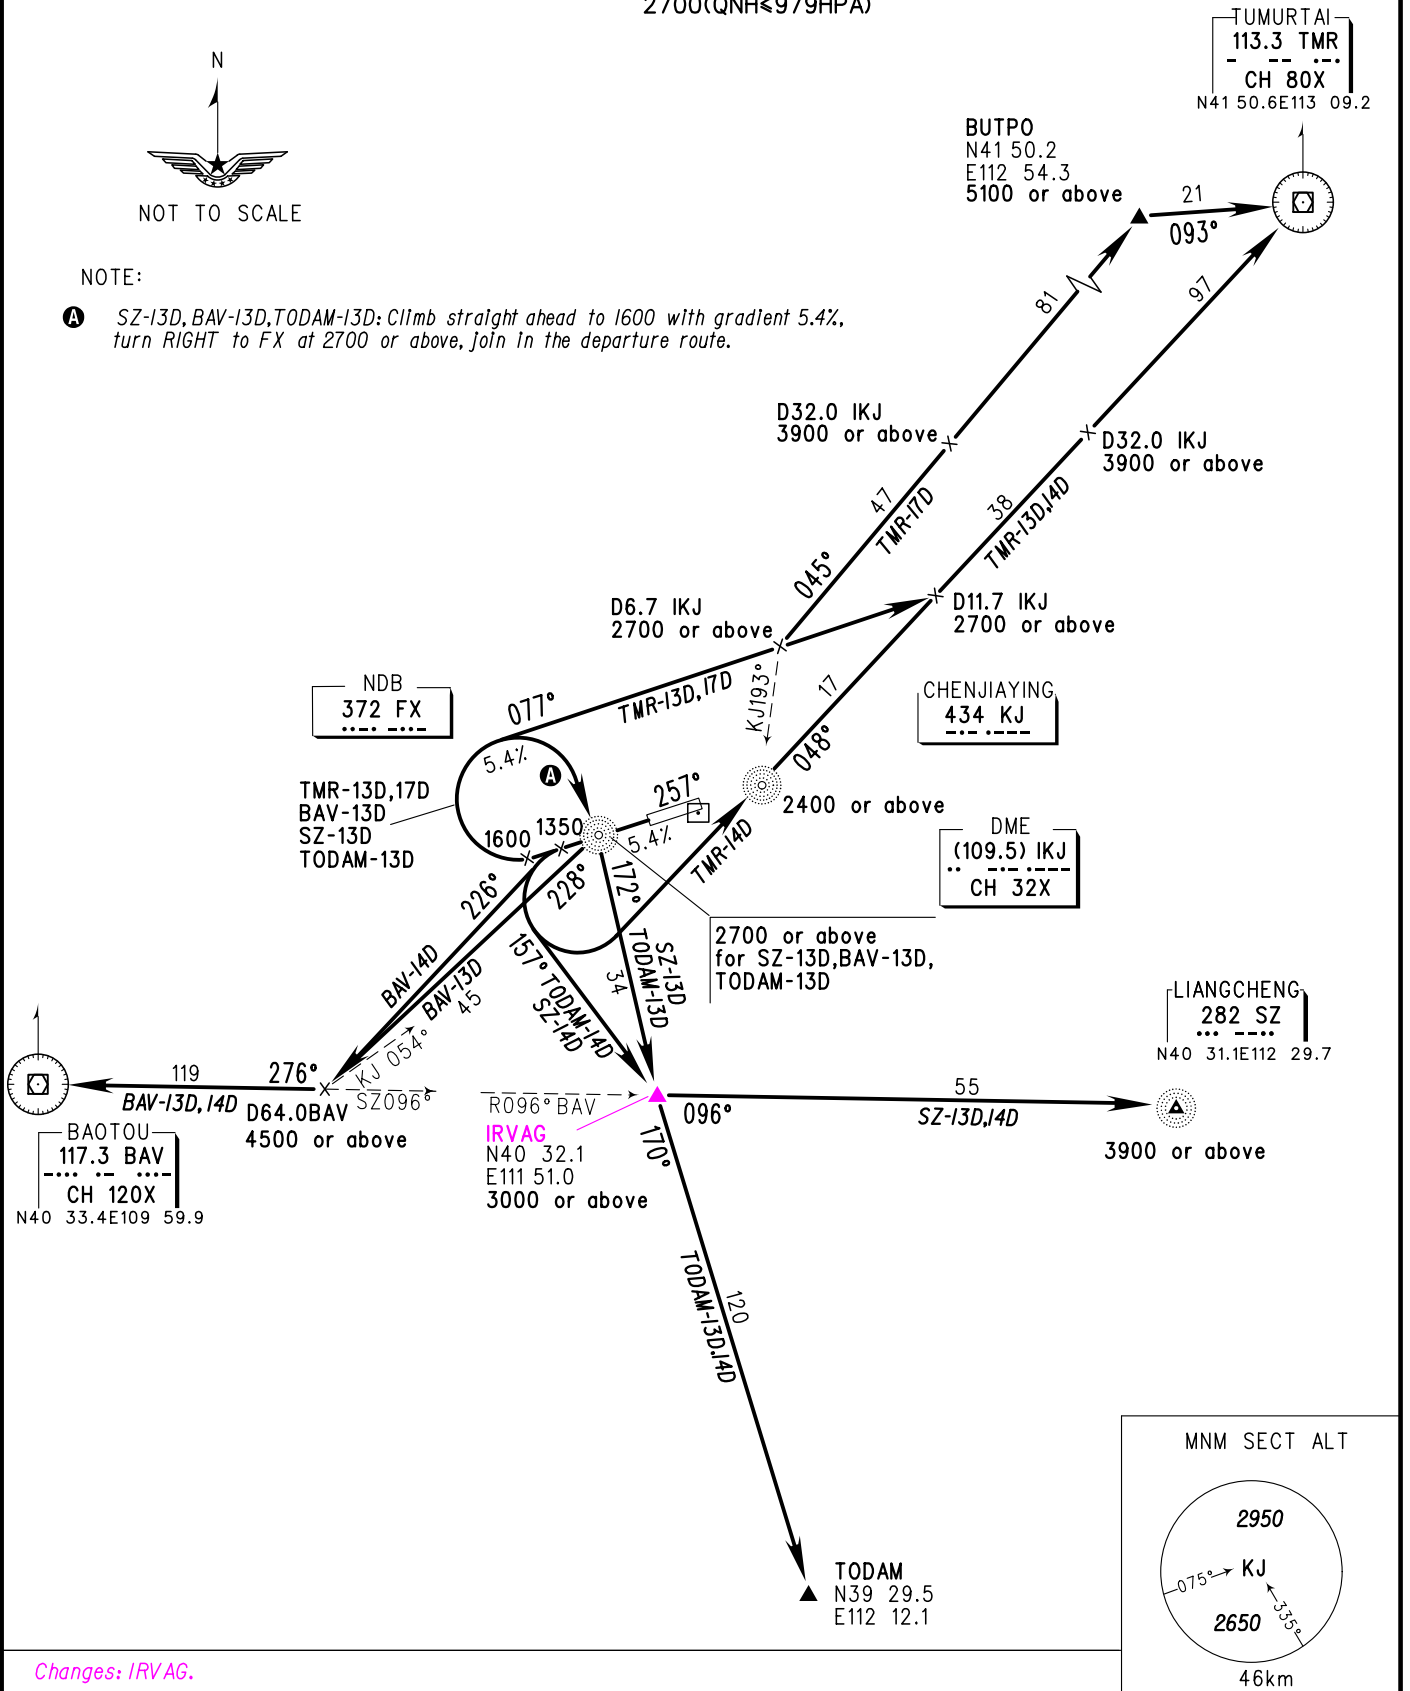 2700(QNH≤979HPA)
TUMURTAI
113.3 TMR
CH 80X
N41 50.6E113 09.2
N
NOT TO SCALE
BUTPO
N41 50.2
E112 54.3
5100 or above
21
093°
NOTE:
A SZ-13D,BAV-13D,TODAM-13D: Climb straight ahead to 1600 with gradient 5.4%,
turn RIGHT to FX at 2700 or above, join in the departure route.
81
97
D32.0 IKJ
3900 or above
D32.0 IKJ
3900 or above
47
TMR-17D
38
TMR-13D,14D
045°
D6.7 IKJ
2700 or above
D11.7 IKJ
2700 or above
NDB
372 FX
077°
TMR-13D,17D
KJ193°
17
048°
CHENJIAYING
434 KJ
5.4%
A
TMR-13D,17D
BAV-13D
SZ-13D
TODAM-13D
257°
5.4%
2400 or above
1600
1350
TMR-14D
DME
(109.5) IKJ
CH 32X
226°
228°
172°
2700 or above
for SZ-13D,BAV-13D,
TODAM-13D
BAV-14D
BAV-13D
45
157°
TODAM-14D
SZ-14D
34
SZ-13D
TODAM-13D
LIANGCHENG
282 SZ
N40 31.1E112 29.7
KJ 054°
119
276°
BAV-13D,14D
D64.0BAV
4500 or above
SZ096°
R096° BAV
IRVAG
N40 32.1
E111 51.0
3000 or above
096°
170°
55
SZ-13D,14D
3900 or above
BAOTOU
117.3 BAV
CH 120X
N40 33.4E109 59.9
120
TODAM-13D.14D
MNM SECT ALT
2950
075°
KJ
2650
335°
46km
TODAM
N39 29.5
E112 12.1
Changes: IRVAG.